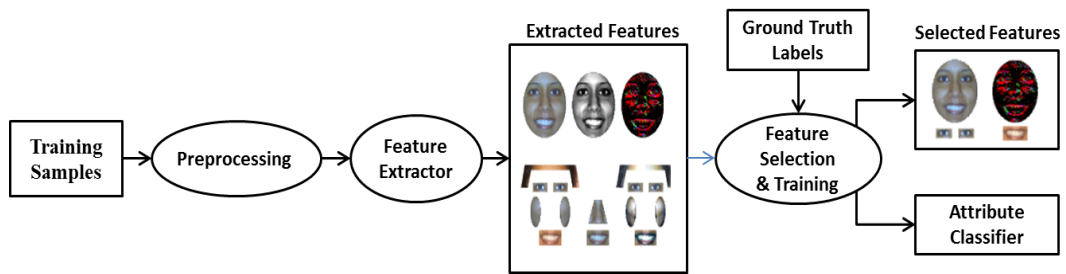 Training
Samples
Preprocessing
Feature
Extractor
Extracted Features
Ground Truth
Labels
Feature
Selection
& Training
Selected Features
Attribute
Classifier